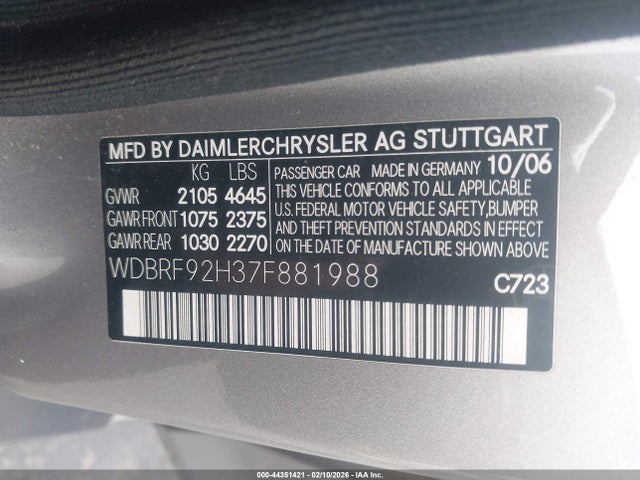 MFD BY DAIMLERCHRYSLER AG STUTTGART
KG LBS
GVWR 2105 4645
GAWR FRONT 1075 2375
GAWR REAR 1030 2270
PASSENGER CAR MADE IN GERMANY 10/06
THIS VEHICLE CONFORMS TO ALL APPLICABLE
U.S. FEDERAL MOTOR VEHICLE SAFETY, BUMPER
AND THEFT PREVENTION STANDARDS IN EFFECT
ON THE DATE OF MANUFACTURE SHOWN ABOVE
WDBRF92H37F881988
C723
000-44351421 - 02/10/2026 - IAAI.COM